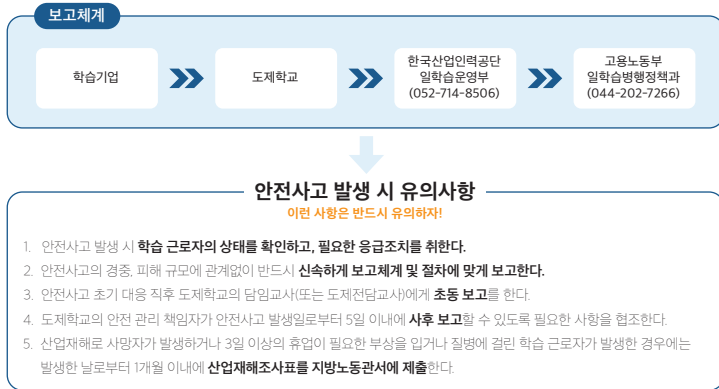 보고체계
학습기업
도제학교
한국산업인력공단
일학습운영부
(052-714-8506)
고용노동부
일학습병행정책과
(044-202-7266)
안전사고 발생 시 유의사항
이런 사항은 반드시 유의하자!
1. 안전사고 발생 시 학습 근로자의 상태를 확인하고, 필요한 응급조치를 취한다.
2. 안전사고의 경중, 피해 규모에 관계없이 반드시 신속하게 보고체계 및 절차에 맞게 보고한다.
3. 안전사고 초기 대응 직후 도제학교의 담임교사(또는 도제전담교사)에게 초동 보고를 한다.
4. 도제학교의 안전 관리 책임자가 안전사고 발생일로부터 5일 이내에 사후 보고할 수 있도록 필요한 사항을 협조한다.
5. 산업재해로 사망자가 발생하거나 3일 이상의 휴업이 필요한 부상을 입거나 질병에 걸린 학습 근로자가 발생한 경우에는
발생한 날로부터 1개월 이내에 산업재해조사표를 지방노동관서에 제출한다.